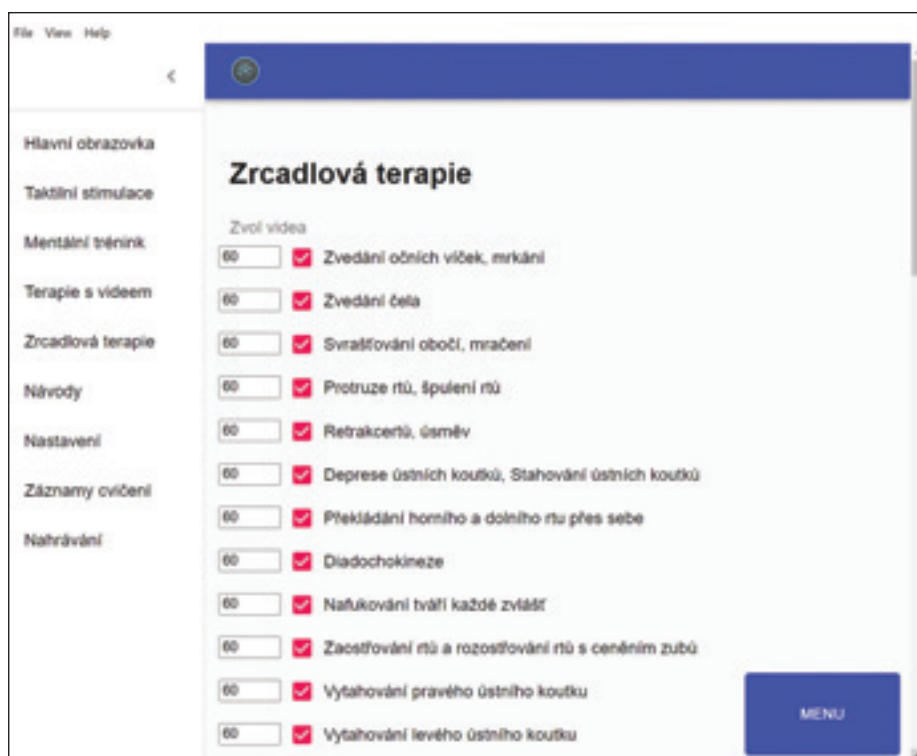 File View Help
Hlavní obrazovka
Taktilní stimulace
Mentální trénink
Terapie s videem
Zrcadlová terapie
Návody
Nastavení
Záznamy cvičení
Nahrávání
Zrcadlová terapie
Zvol videa
60 Zvedání očních víček, mrkání
60 Zvedání čela
60 Svrašťování obočí, mračení
60 Protruze rtů, špulení rtů
60 Retrakcertů, úsměv
60 Deprese ústních koutků, Stahování ústních koutků
60 Překládání horního a dolního rtu přes sebe
60 Diadochokineze
60 Nafukování tváří každé zvlášť
60 Zaostřování rtů a rozostřování rtů s ceněním zubů
60 Vytahování pravého ústního koutku
60 Vytahování levého ústního koutku
MENU